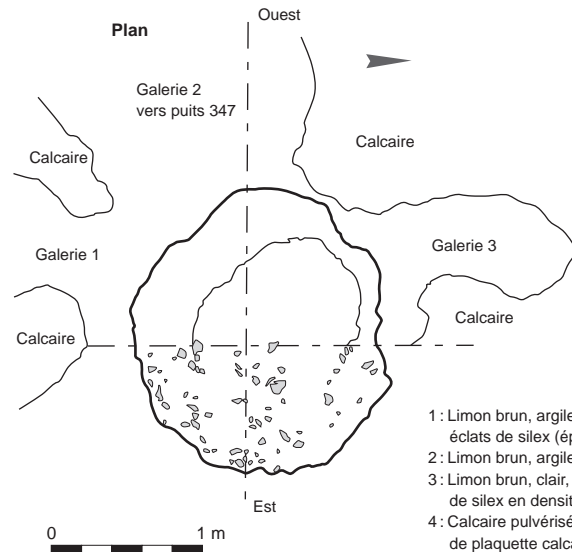 Ouest
Plan
Galerie 2
vers puits 347
Calcaire
Calcaire
Galerie 1
Galerie 3
Calcaire
Calcaire
1 : Limon brun, argile
éclats de silex (ép
2 : Limon brun, argile
3 : Limon brun, clair,
de silex en densit
4 : Calcaire pulvérisé
de plaquette calca
Est
0 1 m